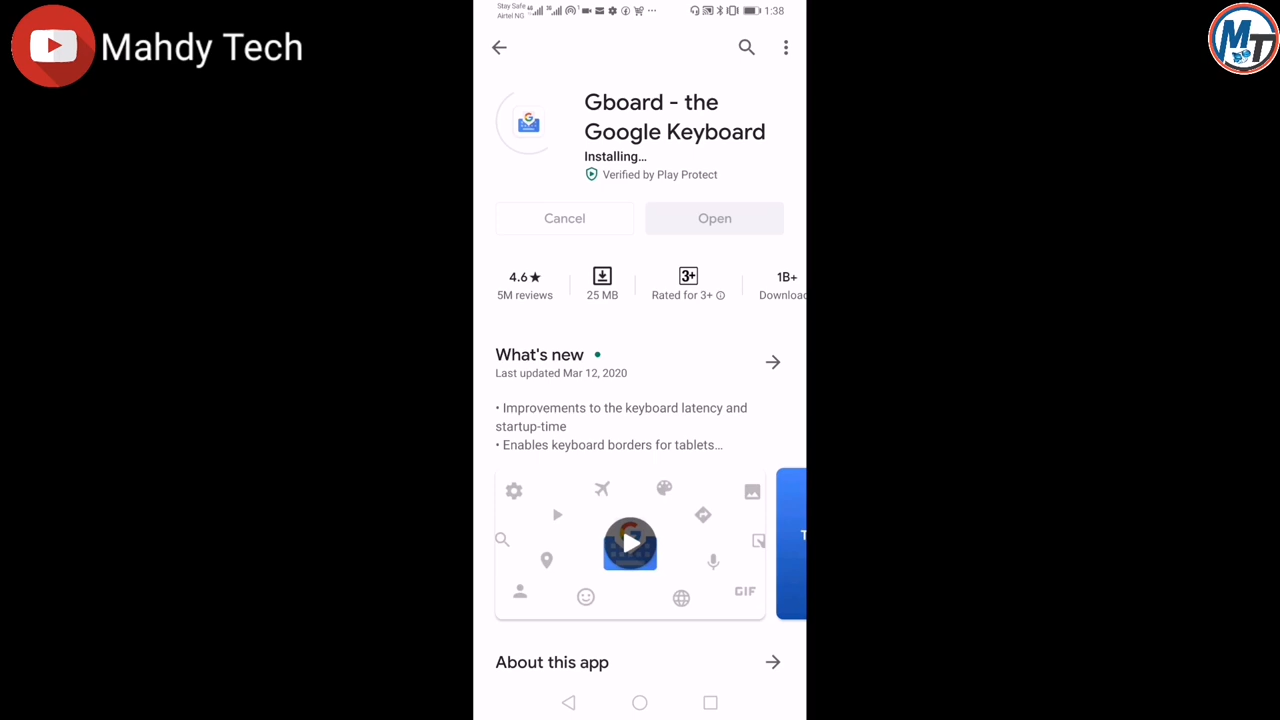 Mahdy Tech
MT
Stay Safe
Airtel NG
1:38
Gboard - the
Google Keyboard
Installing…
Verified by Play Protect
Cancel
Open
4.6★
5M reviews
25 MB
3+
Rated for 3+
1B+
Downloa
What's new
Last updated Mar 12, 2020
• Improvements to the keyboard latency and
startup-time
• Enables keyboard borders for tablets…
G
GIF
T
About this app